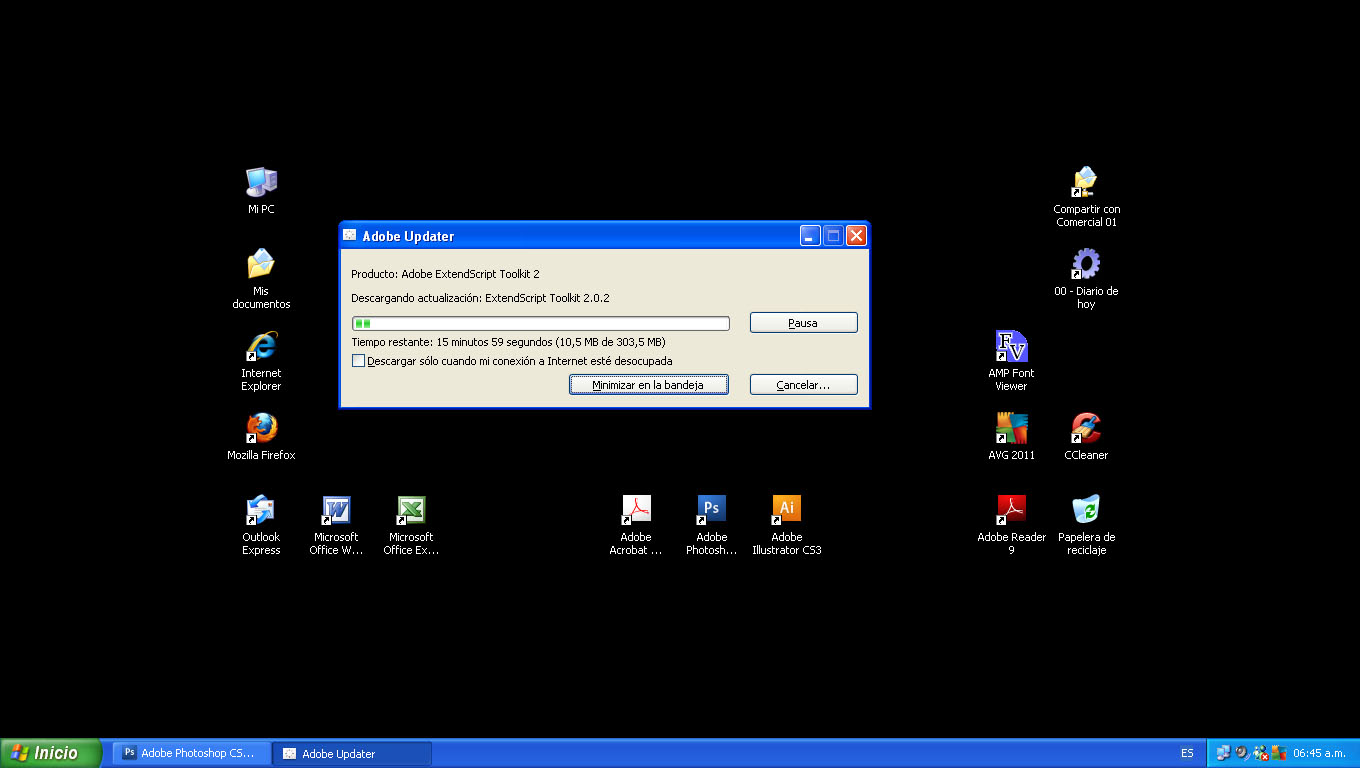 Mi PC
Compartir con
Comercial 01
Adobe Updater
Mis
documentos
00 - Diario de
hoy
Producto: Adobe ExtendScript Toolkit 2
Descargando actualización: ExtendScript Toolkit 2.0.2
Pausa
Tiempo restante: 15 minutos 59 segundos (10,5 MB de 303,5 MB)
Descargar sólo cuando mi conexión a Internet esté desocupada
Minimizar en la bandeja
Cancelar...
Internet
Explorer
FV
AMP Font
Viewer
Mozilla Firefox
AVG 2011
CCleaner
Outlook
Express
W
Microsoft
Office W...
X
Microsoft
Office Ex...
Adobe
Acrobat ...
Ps
Adobe
Photosh...
Ai
Adobe
Illustrator CS3
Adobe Reader
9
Papelera de
reciclaje
Inicio
Ps
Adobe Photoshop CS...
Adobe Updater
ES
06:45 a.m.